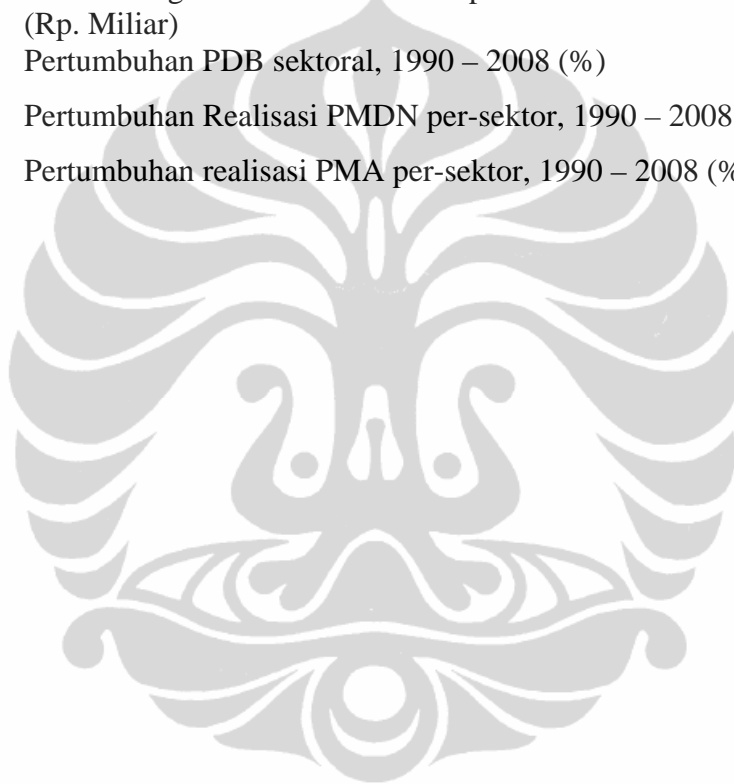 (Rp. Miliar)
Pertumbuhan PDB sektoral, 1990 – 2008 (%)
Pertumbuhan Realisasi PMDN per-sektor, 1990 – 2008
Pertumbuhan realisasi PMA per-sektor, 1990 – 2008 (%